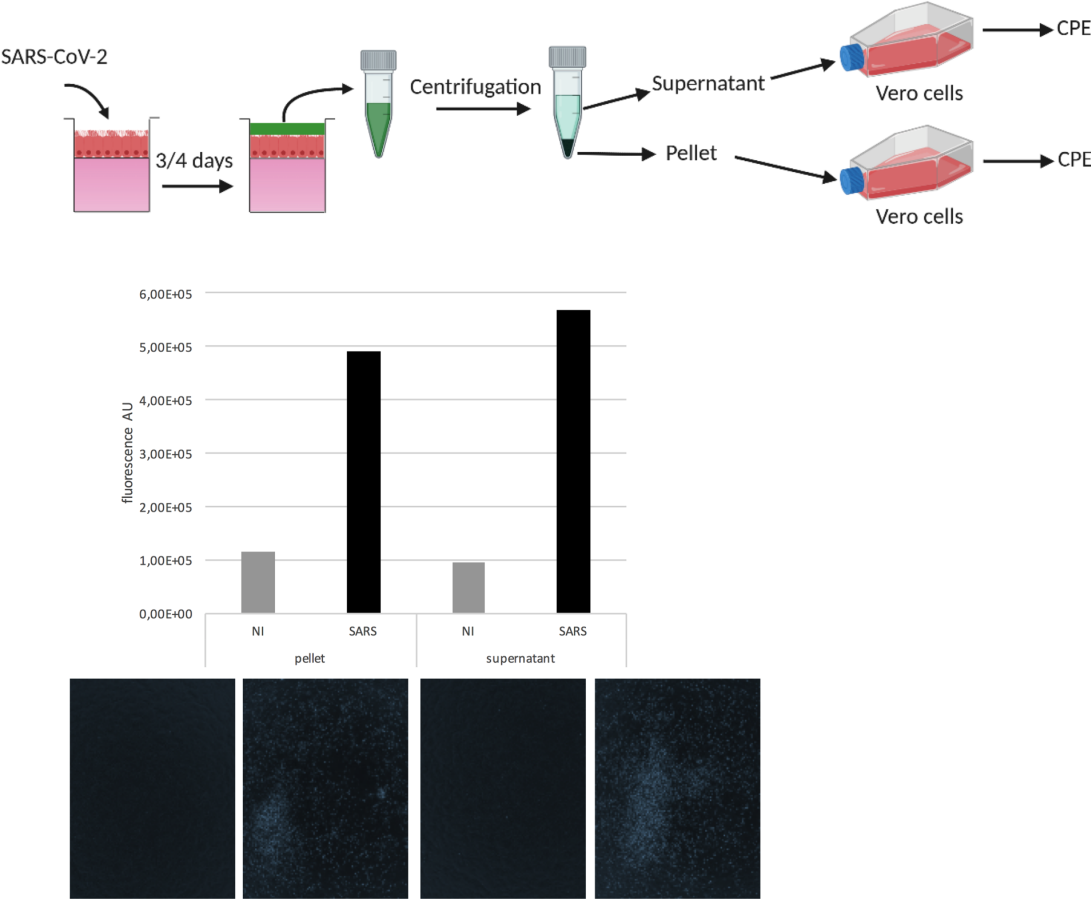 SARS-CoV-2
3/4 days
Centrifugation
Supernatant
Pellet
Vero cells
CPE
Vero cells
CPE
fluorescence AU
6,00E+05
5,00E+05
4,00E+05
3,00E+05
2,00E+05
1,00E+05
0,00E+00
NI
SARS
NI
SARS
pellet
supernatant